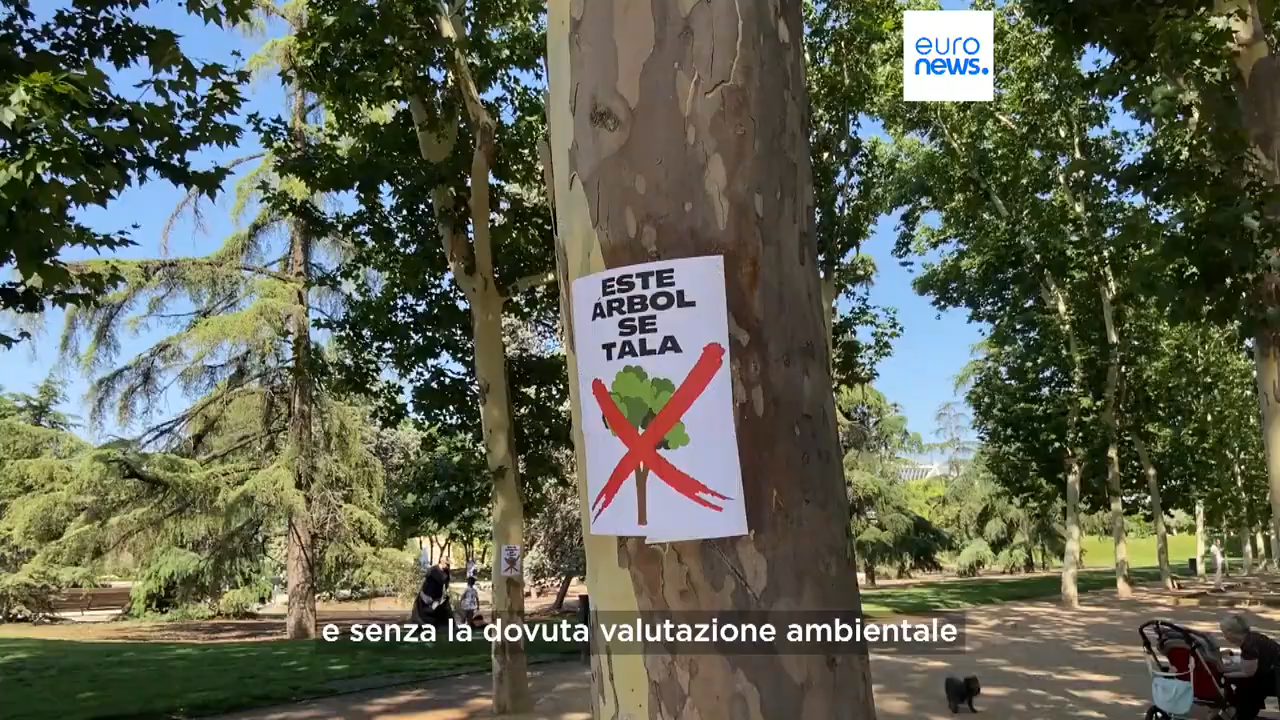 euro
news.
ESTE
ÁRBOL
SE
TALA
e senza la dovuta valutazione ambientale